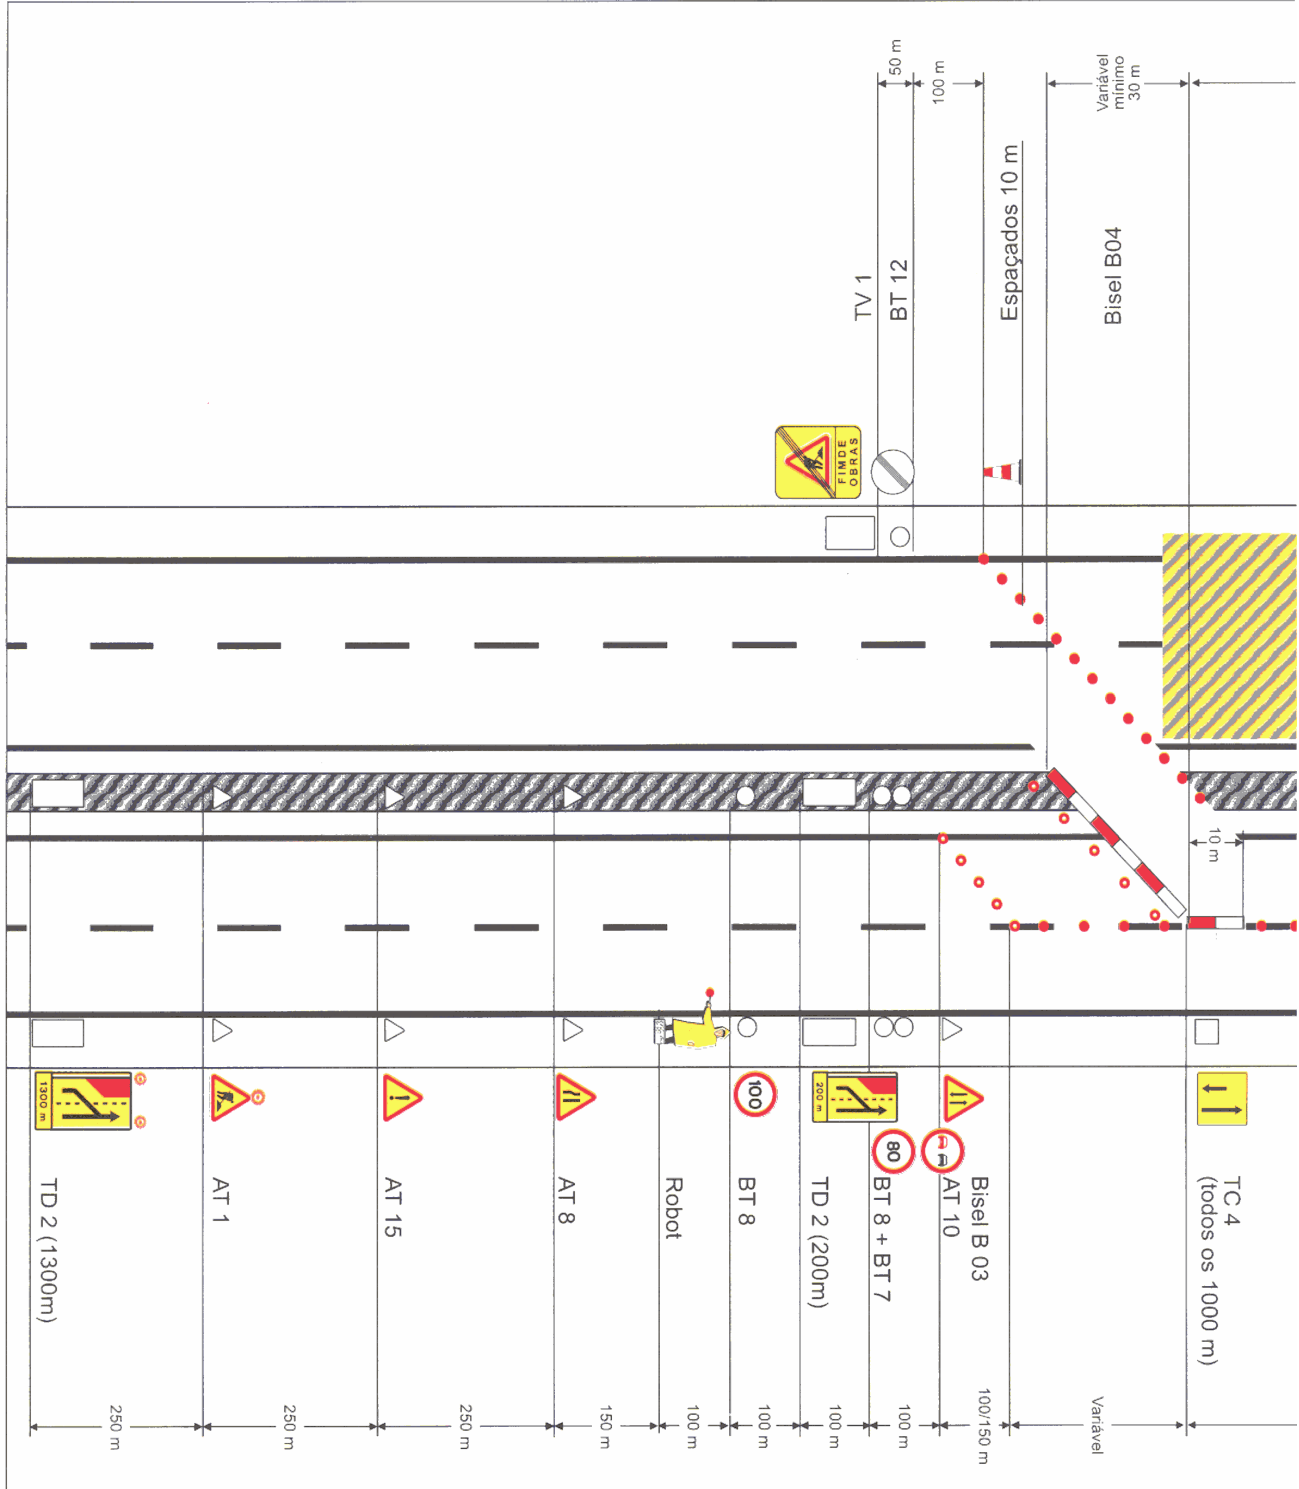 50 m
100 m
Variável
mínimo
30 m
TV 1
BT 12
Espaçados 10 m
Bisel B04
FIM DE
OBRAS
10 m
1300 m
100
200 m
80
TD 2 (1300m)
AT 1
AT 15
AT 8
Robot
BT 8
TD 2 (200m)
BT 8 + BT 7
AT 10
Bisel B 03
TC 4
(todos os 1000 m)
250 m
250 m
250 m
150 m
100 m
100 m
100 m
100/150 m
Variável